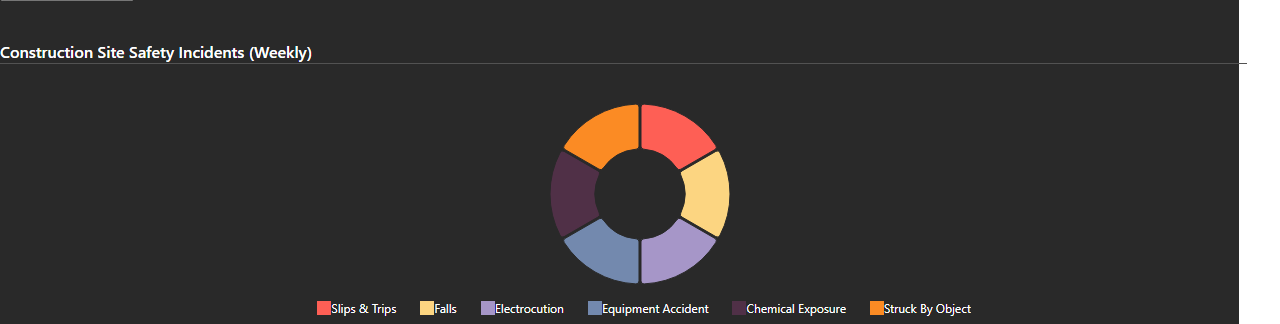 Construction Site Safety Incidents (Weekly)
Slips & Trips Falls Electrocution Equipment Accident Chemical Exposure Struck By Object